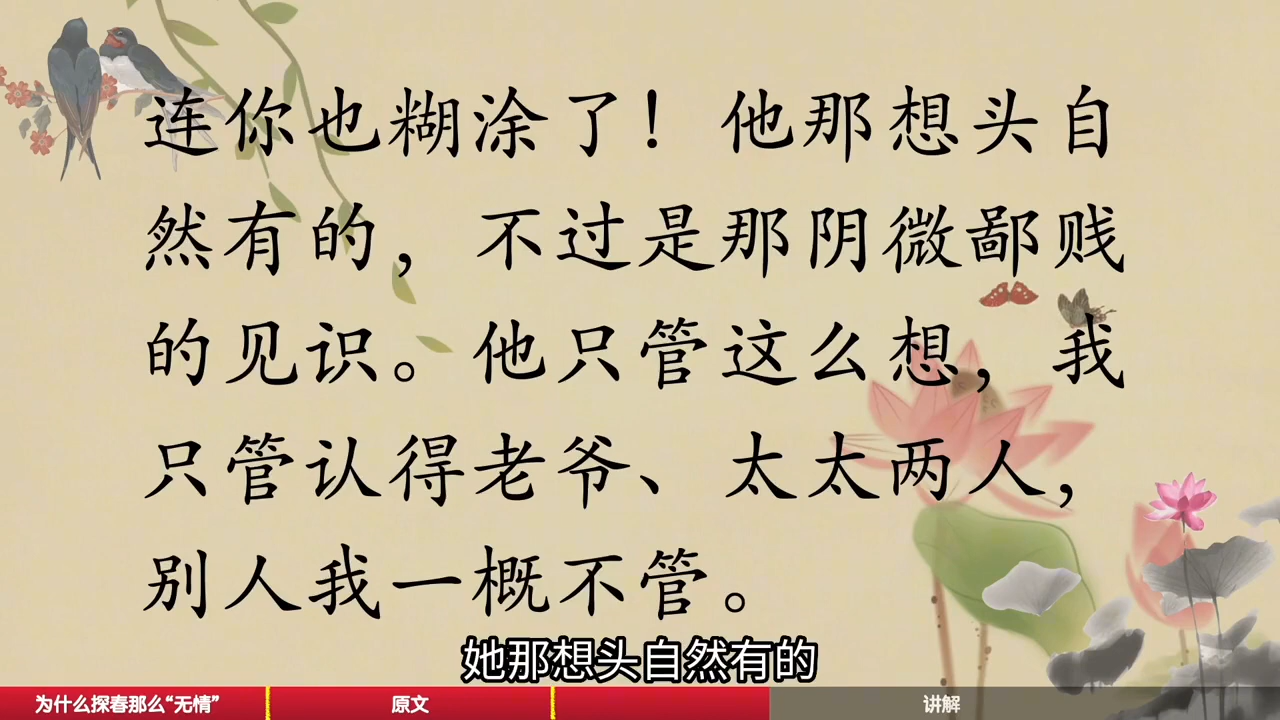 连你也糊涂了！他那想头自
然有的，不过是那阴微鄙贱
的见识。他只管这么想，我
只管认得老爷、太太两人，
别人我一概不管。
她那想头自然有的
为什么探春那么“无情”
原文
讲解